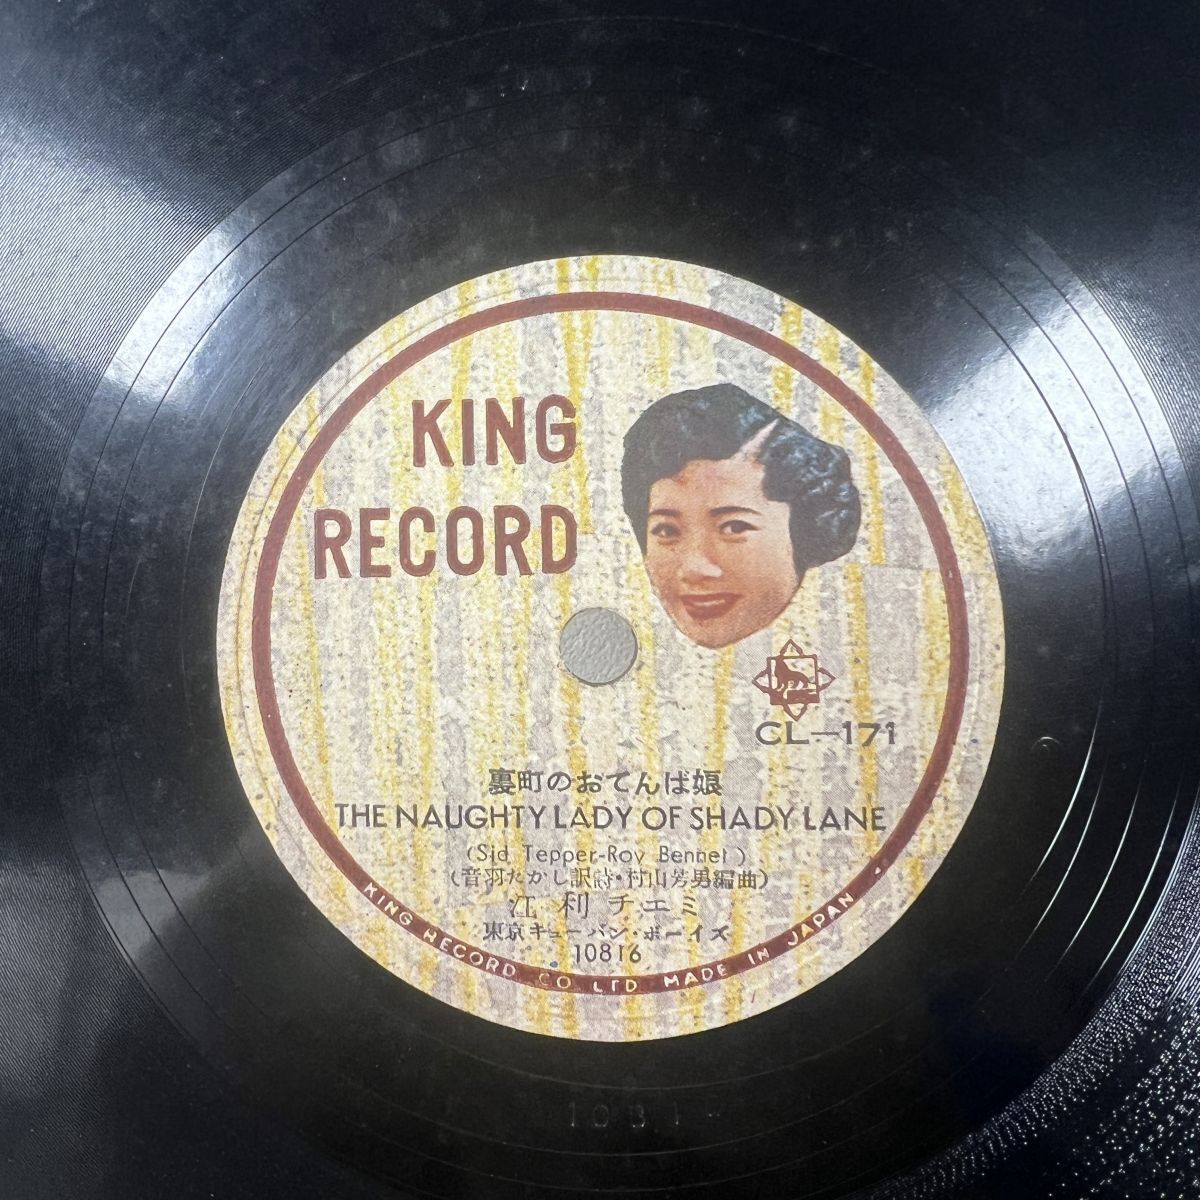 KING
RECORD
CL-171
裏町のおてんば娘
THE NAUGHTY LADY OF SHADY LANE
(Sid Tepper-Roy Bennet)
(音羽たかし訳詩・村山芳男編曲)
江利チエミ
東京キューバン・ボーイズ
10816
KING RECORD CO LTD MADE IN JAPAN